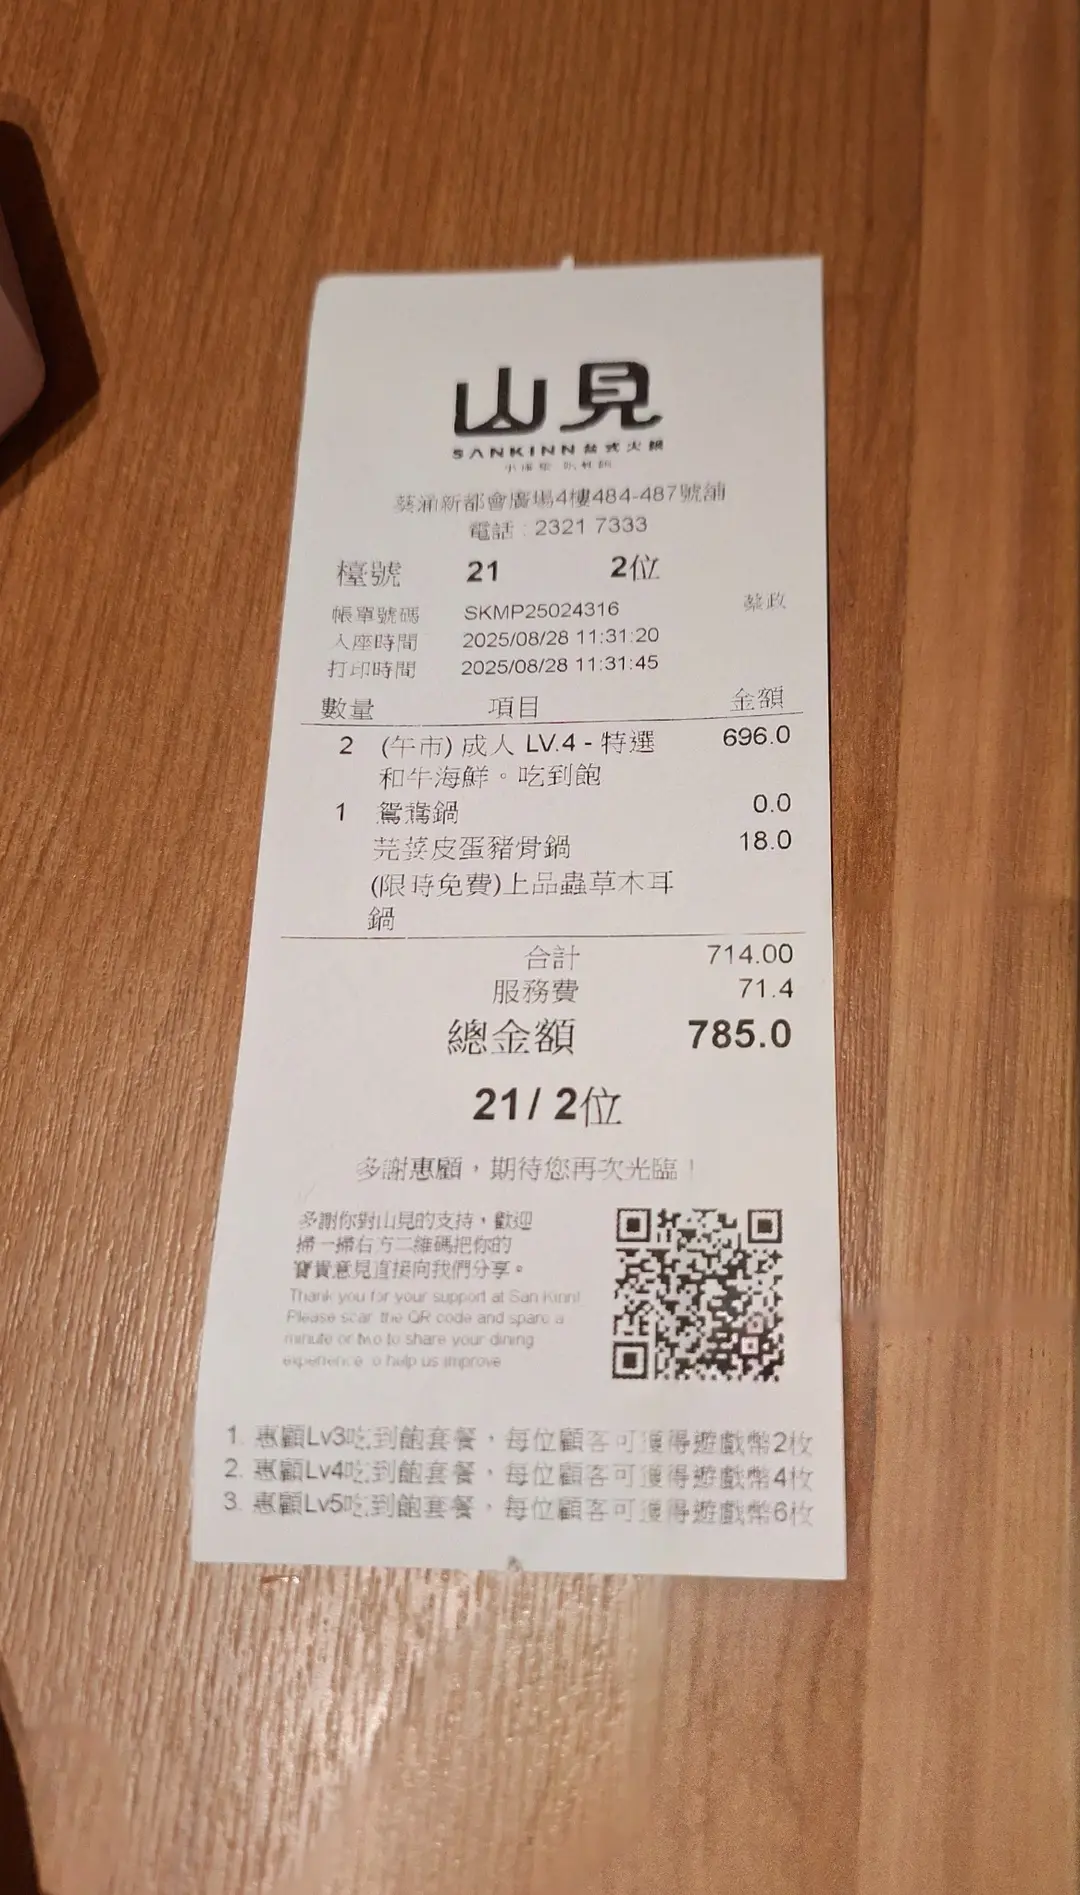 山見
SANKINN 台式火鍋
葵涌新都會廣場4樓484-487號舖
電話 : 2321 7333
檯號 21 2位
帳單號碼 SKMP25024316
入座時間 2025/08/28 11:31:20
打印時間 2025/08/28 11:31:45
數量 項目 金額
2 (午市) 成人 LV.4 - 特選 696.0
和牛海鮮。吃到飽
1 鴛鴦鍋 0.0
芫荽皮蛋豬骨鍋 18.0
(限時免費)上品蟲草木耳
鍋
合計 714.00
服務費 71.4
總金額 785.0
21/ 2位
多謝惠顧，期待您再次光臨！
多謝你對山見的支持，歡迎
掃一掃右方二維碼把你的
寶貴意見直接向我們分享。
Thank you for your support at San Kinn!
Please scan the QR code and spare a
minute or two to share your dining
experience to help us improve
1. 惠顧Lv3吃到飽套餐，每位顧客可獲得遊戲幣2枚
2. 惠顧Lv4吃到飽套餐，每位顧客可獲得遊戲幣4枚
3. 惠顧Lv5吃到飽套餐，每位顧客可獲得遊戲幣6枚